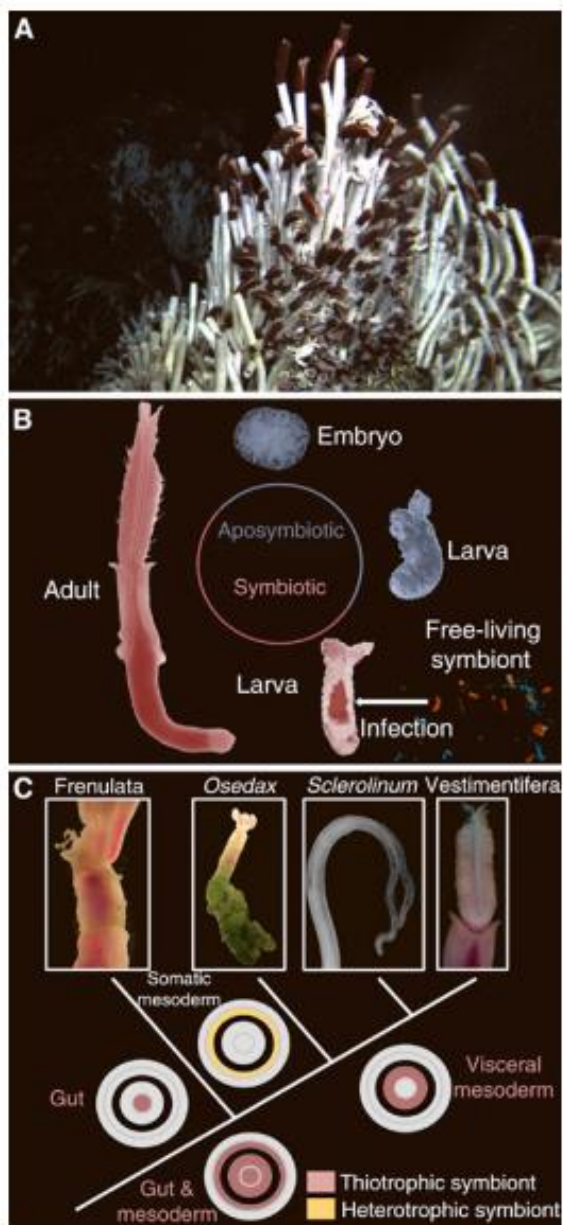 A
B
Embryo
Aposymbiotic
Larva
Adult
Symbiotic
Free-living
symbiont
Larva
Infection
C
Frenulata
Osedax
Sclerolinum
Vestimentifera
Somatic
mesoderm
Gut
Visceral
mesoderm
Gut &
mesoderm
Thiotrophic symbiont
Heterotrophic symbiont